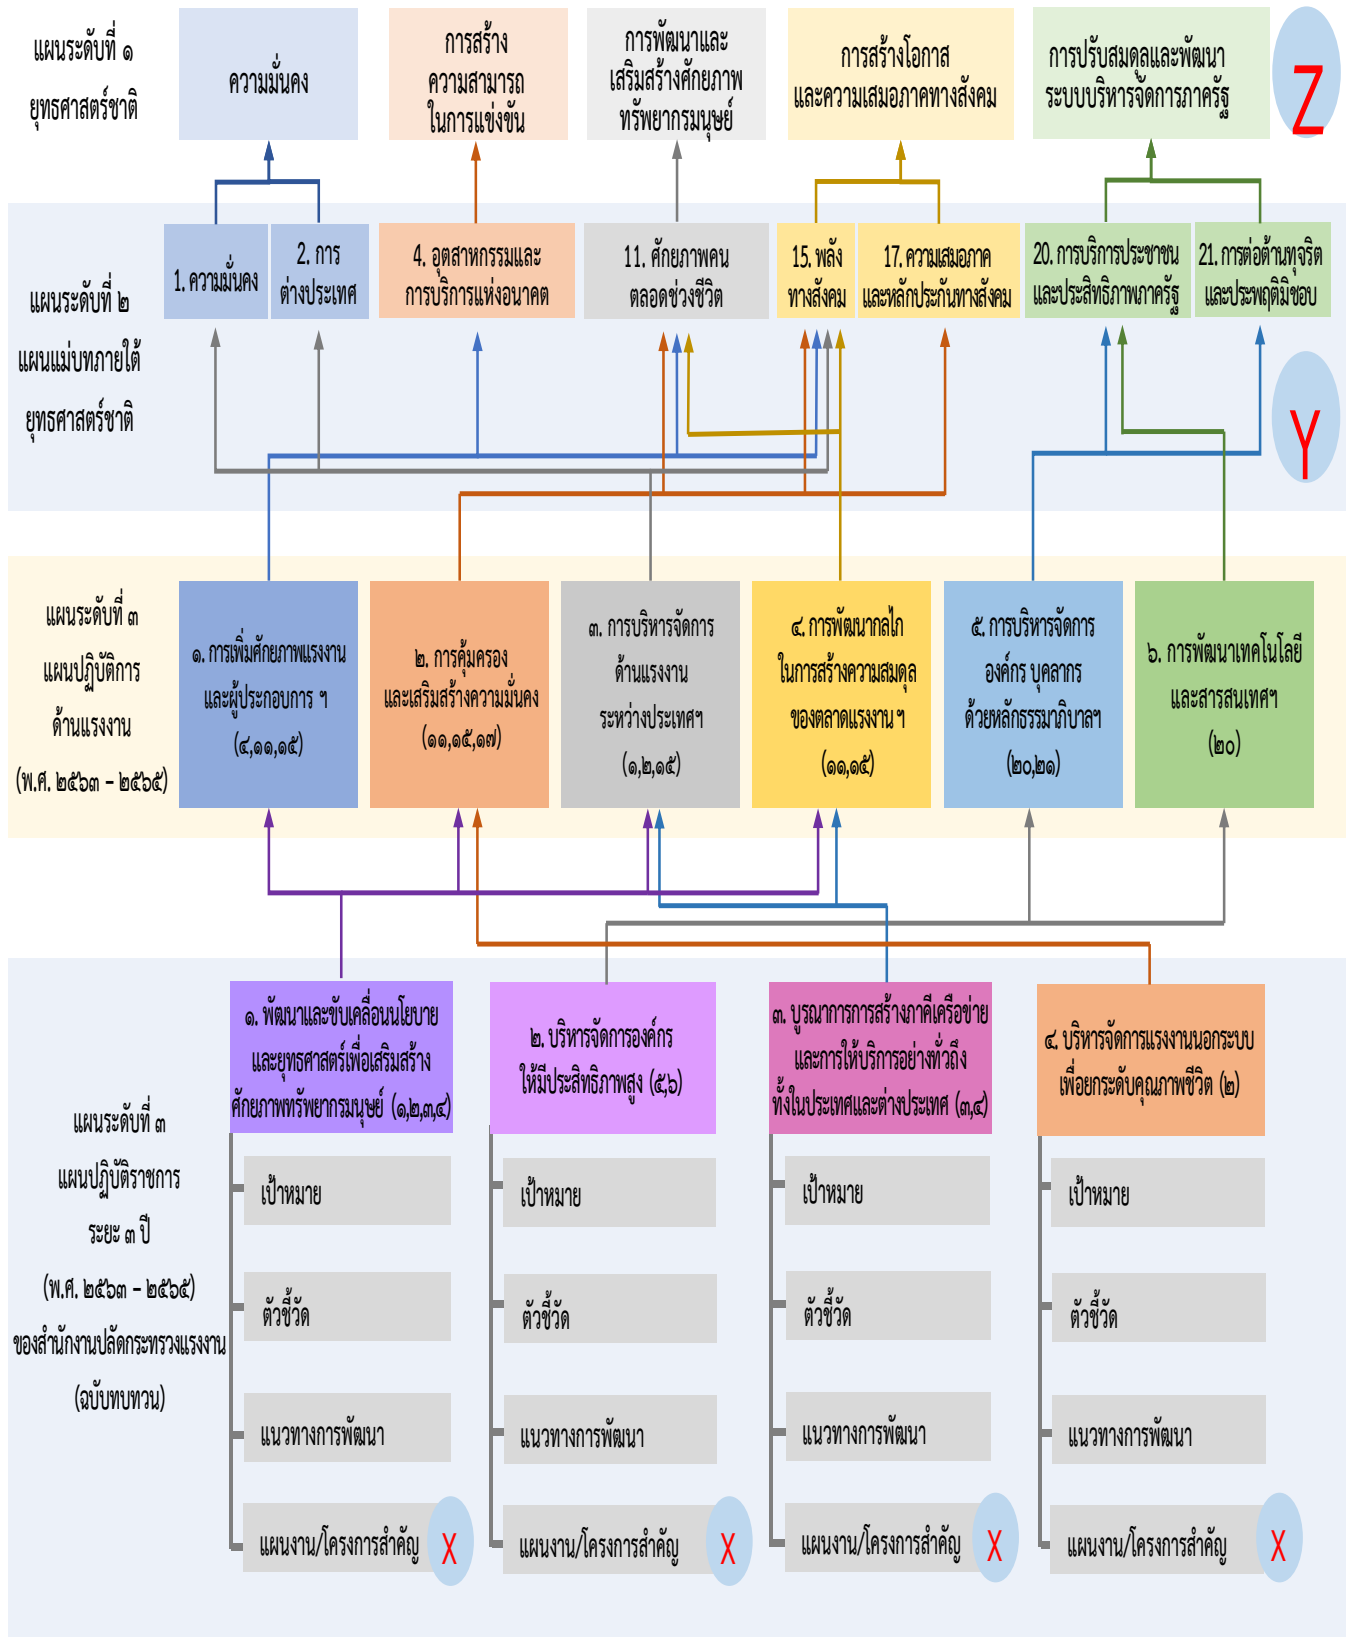 แผนระดับที่ ๑
ยุทธศาสตร์ชาติ
ความมั่นคง
การสร้าง
ความสามารถ
ในการแข่งขัน
การพัฒนาและ
เสริมสร้างศักยภาพ
ทรัพยากรมนุษย์
การสร้างโอกาส
และความเสมอภาคทางสังคม
การปรับสมดุลและพัฒนา
ระบบบริหารจัดการภาครัฐ
Z
แผนระดับที่ ๒
แผนแม่บทภายใต้
ยุทธศาสตร์ชาติ
1. ความมั่นคง
2. การ
ต่างประเทศ
4. อุตสาหกรรมและ
การบริการแห่งอนาคต
11. ศักยภาพคน
ตลอดช่วงชีวิต
15. พลัง
ทางสังคม
17. ความเสมอภาค
และหลักประกันทางสังคม
20. การบริการประชาชน
และประสิทธิภาพภาครัฐ
21. การต่อต้านทุจริต
และประพฤติมิชอบ
Y
แผนระดับที่ ๓
แผนปฏิบัติการ
ด้านแรงงาน
(พ.ศ. ๒๕๖๓ – ๒๕๖๕)
๑. การเพิ่มศักยภาพแรงงาน
และผู้ประกอบการ ฯ
(๔,๑๑,๑๕)
๒. การคุ้มครอง
และเสริมสร้างความมั่นคง
(๑๑,๑๕,๑๗)
๓. การบริหารจัดการ
ด้านแรงงาน
ระหว่างประเทศฯ
(๑,๒,๑๕)
๔. การพัฒนากลไก
ในการสร้างความสมดุล
ของตลาดแรงงาน ฯ
(๑๑,๑๕)
๕. การบริหารจัดการ
องค์กร บุคลากร
ด้วยหลักธรรมาภิบาลฯ
(๒๐,๒๑)
๖. การพัฒนาเทคโนโลยี
และสารสนเทศฯ
(๒๐)
แผนระดับที่ ๓
แผนปฏิบัติราชการ
ระยะ ๓ ปี
(พ.ศ. ๒๕๖๓ – ๒๕๖๕)
ของสำนักงานปลัดกระทรวงแรงงาน
(ฉบับทบทวน)
๑. พัฒนาและขับเคลื่อนนโยบาย
และยุทธศาสตร์เพื่อเสริมสร้าง
ศักยภาพทรัพยากรมนุษย์ (๑,๒,๓,๔)
เป้าหมาย
ตัวชี้วัด
แนวทางการพัฒนา
แผนงาน/โครงการสำคัญ
X
๒. บริหารจัดการองค์กร
ให้มีประสิทธิภาพสูง (๕,๖)
เป้าหมาย
ตัวชี้วัด
แนวทางการพัฒนา
แผนงาน/โครงการสำคัญ
X
๓. บูรณาการการสร้างภาคีเครือข่าย
และการให้บริการอย่างทั่วถึง
ทั้งในประเทศและต่างประเทศ (๓,๔)
เป้าหมาย
ตัวชี้วัด
แนวทางการพัฒนา
แผนงาน/โครงการสำคัญ
X
๔. บริหารจัดการแรงงานนอกระบบ
เพื่อยกระดับคุณภาพชีวิต (๒)
เป้าหมาย
ตัวชี้วัด
แนวทางการพัฒนา
แผนงาน/โครงการสำคัญ
X